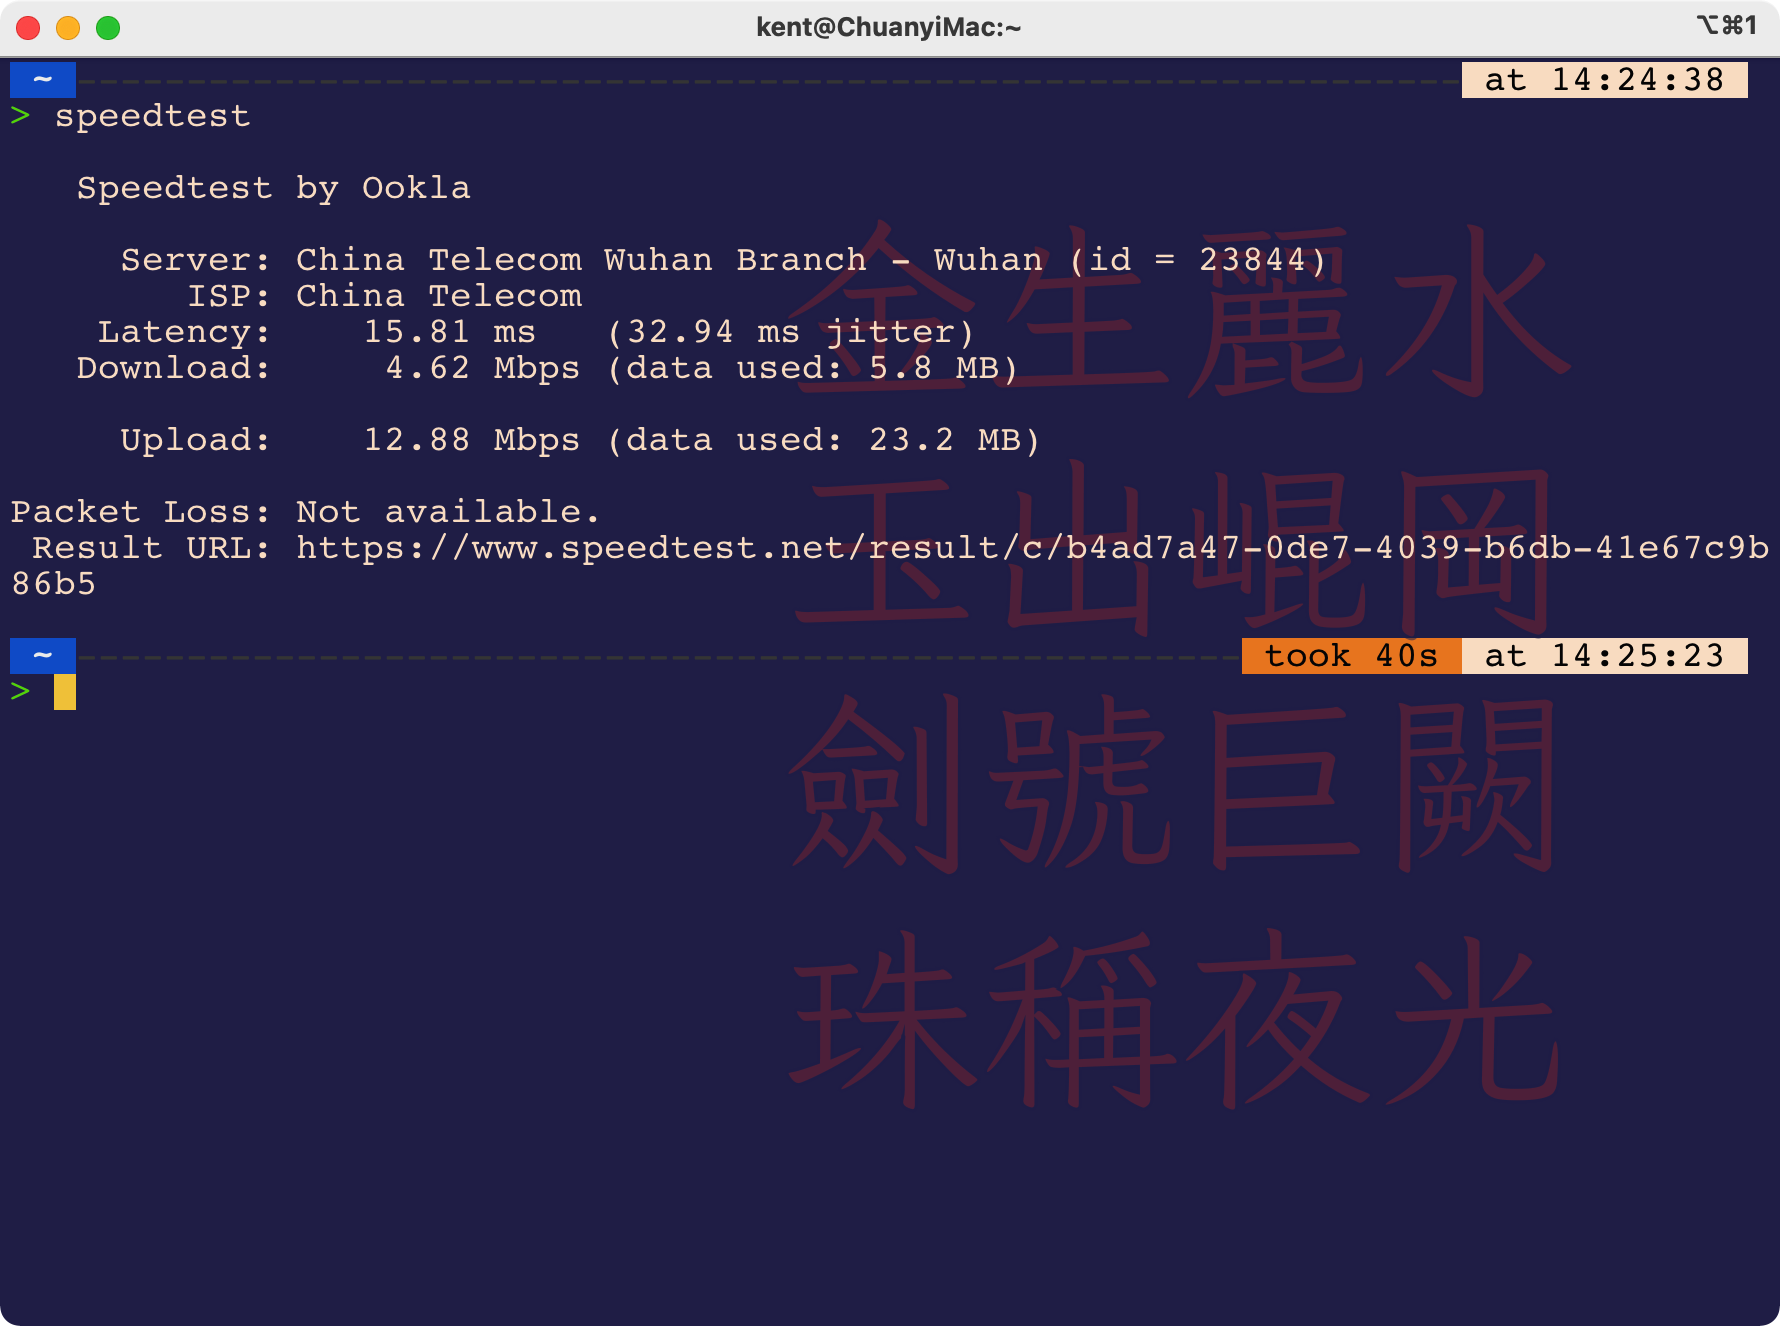 kent@ChuanyiMac:~ ⌥⌘1
~ at 14:24:38
> speedtest
Speedtest by Ookla
Server: China Telecom Wuhan Branch - Wuhan (id = 23844)
ISP: China Telecom
Latency: 15.81 ms (32.94 ms jitter)
Download: 4.62 Mbps (data used: 5.8 MB)
Upload: 12.88 Mbps (data used: 23.2 MB)
Packet Loss: Not available.
Result URL: https://www.speedtest.net/result/c/b4ad7a47-0de7-4039-b6db-41e67c9b
86b5
~ took 40s at 14:25:23
>
金生麗水
玉出崐岡
劍號巨闕
珠稱夜光